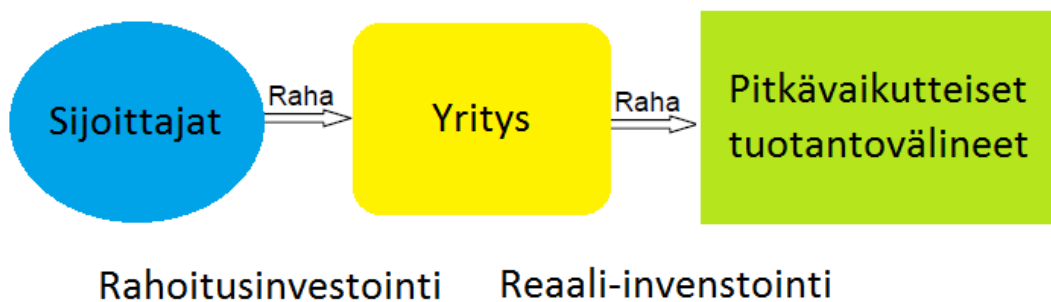 Sijoittajat
Raha
Yritys
Raha
Pitkävaikutteiset
tuotantovälineet
Rahoitusinvestointi
Reaali-invenstointi